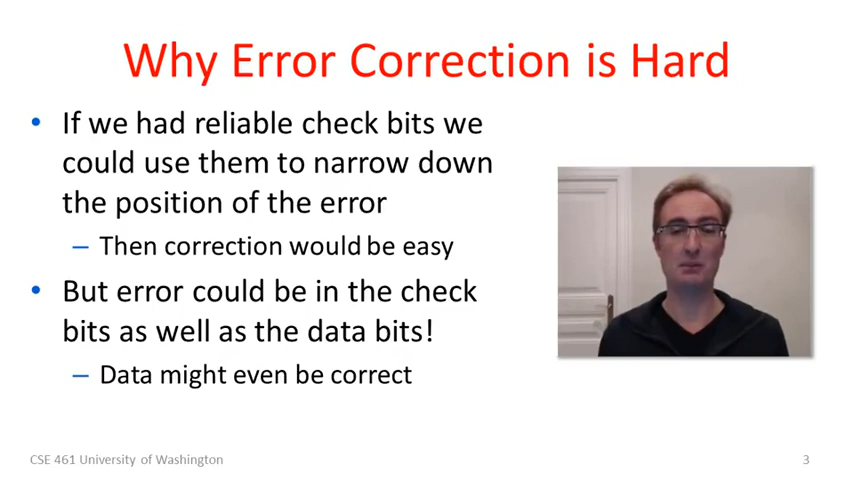 Why Error Correction is Hard
• If we had reliable check bits we
could use them to narrow down
the position of the error
– Then correction would be easy
• But error could be in the check
bits as well as the data bits!
– Data might even be correct
CSE 461 University of Washington
3